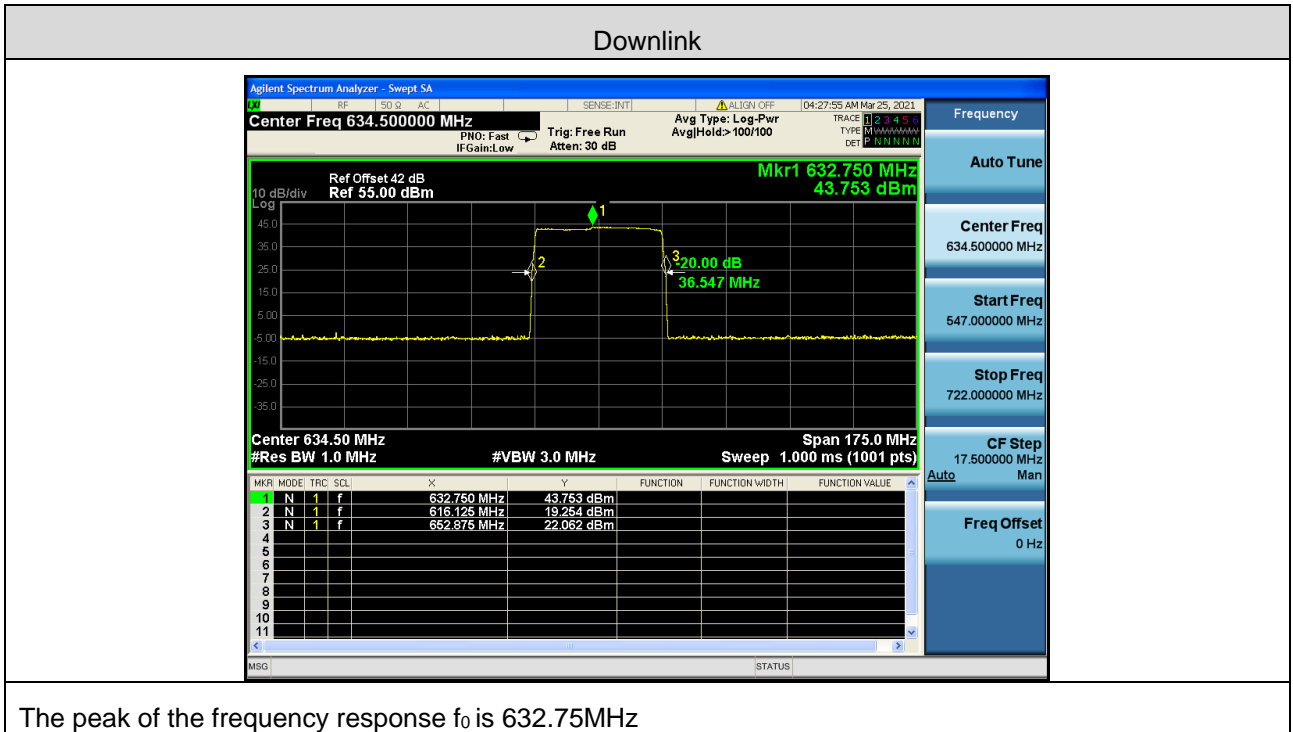 Downlink
Agilent Spectrum Analyzer - Swept SA
LXI RF 50 Ω AC SENSE:INT ALIGN OFF 04:27:55 AM Mar 25, 2021
Center Freq 634.500000 MHz
PNO: Fast
IFGain:Low
Trig: Free Run
Atten: 30 dB
Avg Type: Log-Pwr
Avg|Hold:>100/100
TRACE 1 2 3 4 5 6
TYPE M
DET P N N N N N
Frequency
Auto Tune
Center Freq
634.500000 MHz
Start Freq
547.000000 MHz
Stop Freq
722.000000 MHz
CF Step
17.500000 MHz
Auto Man
Freq Offset
0 Hz
Mkr1 632.750 MHz
43.753 dBm
Ref Offset 42 dB
10 dB/div Ref 55.00 dBm
Log
45.0
35.0
25.0
15.0
5.00
-5.00
-15.0
-25.0
-35.0
1
2
3
-20.00 dB
36.547 MHz
Center 634.50 MHz Span 175.0 MHz
#Res BW 1.0 MHz #VBW 3.0 MHz Sweep 1.000 ms (1001 pts)
MKR MODE TRC SCL X Y FUNCTION FUNCTION WIDTH FUNCTION VALUE
1 N 1 f 632.750 MHz 43.753 dBm
2 N 1 f 616.125 MHz 19.254 dBm
3 N 1 f 652.875 MHz 22.062 dBm
4
5
6
7
8
9
10
11
MSG STATUS
The peak of the frequency response f₀ is 632.75MHz